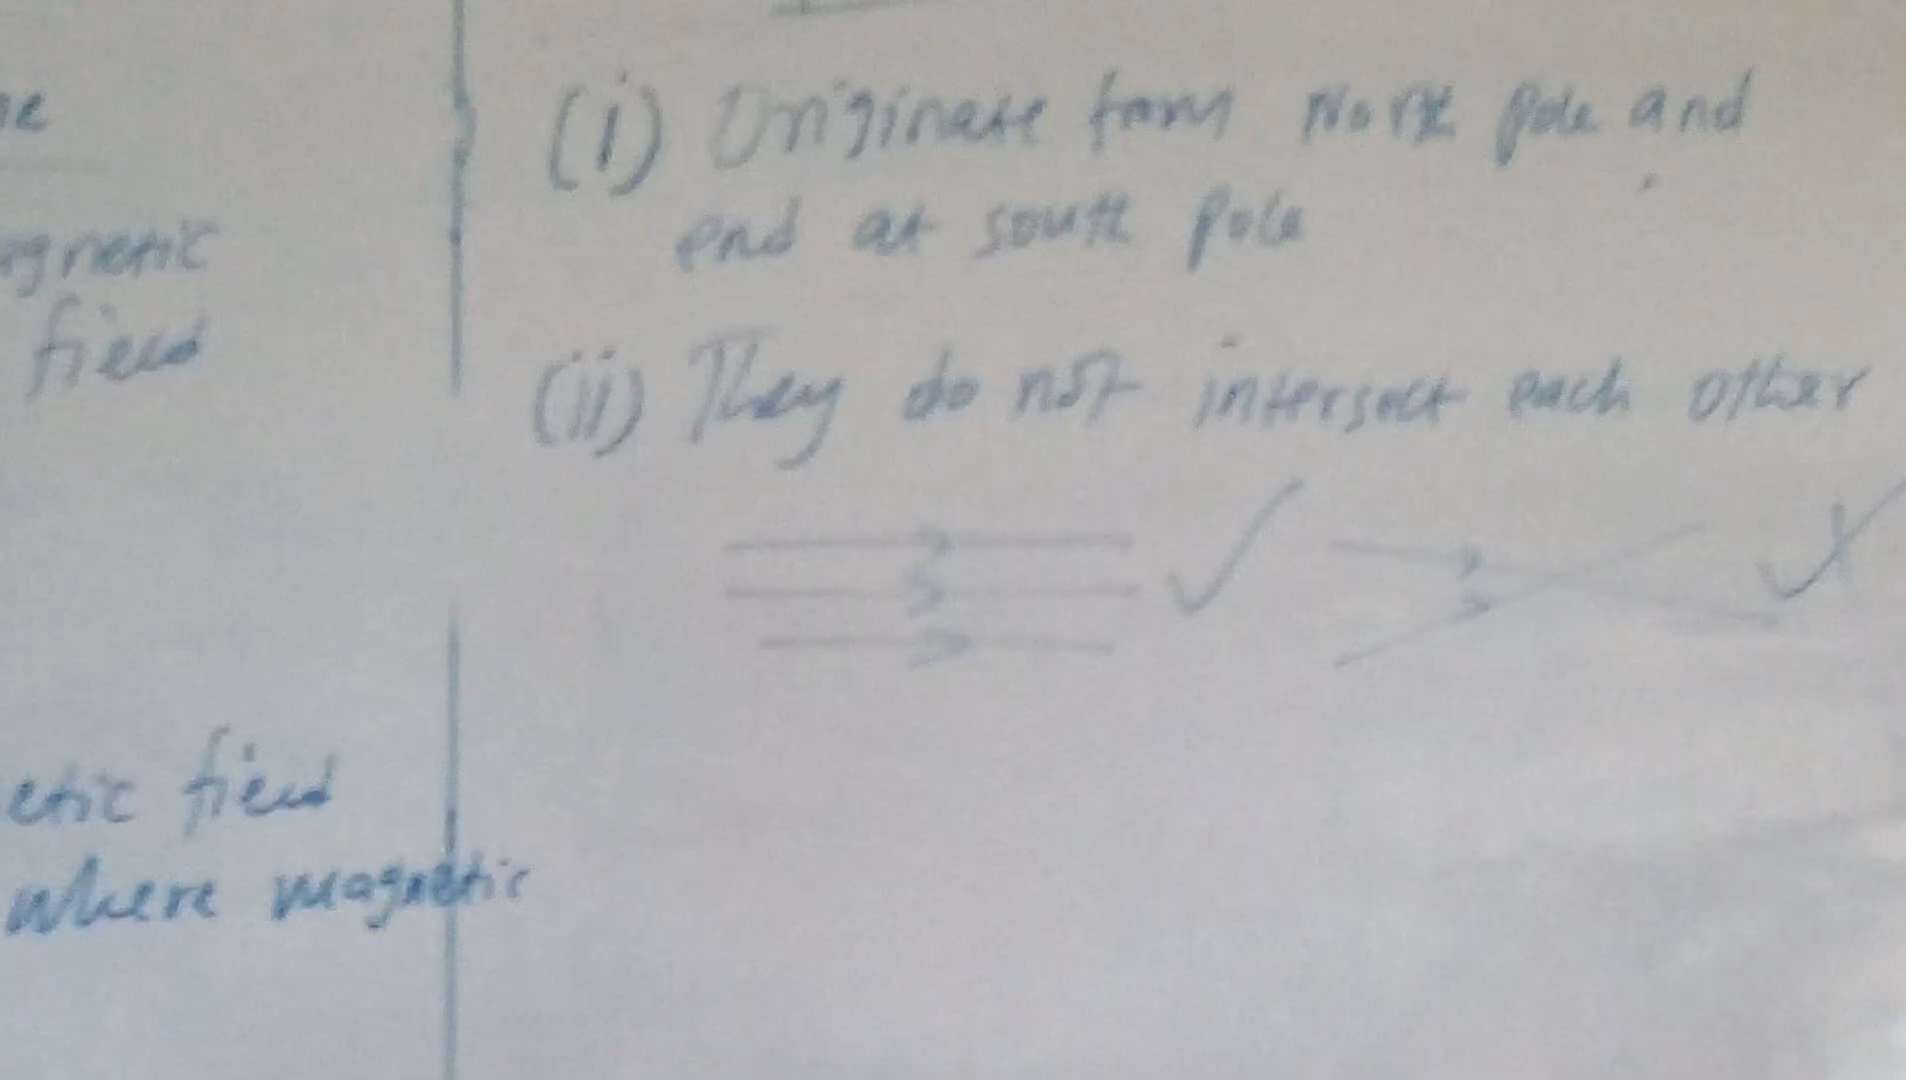 agnetic
field
etic field
where magnetic
(i) Originate from North pole and
end at south pole
(ii) They do not intersect each other